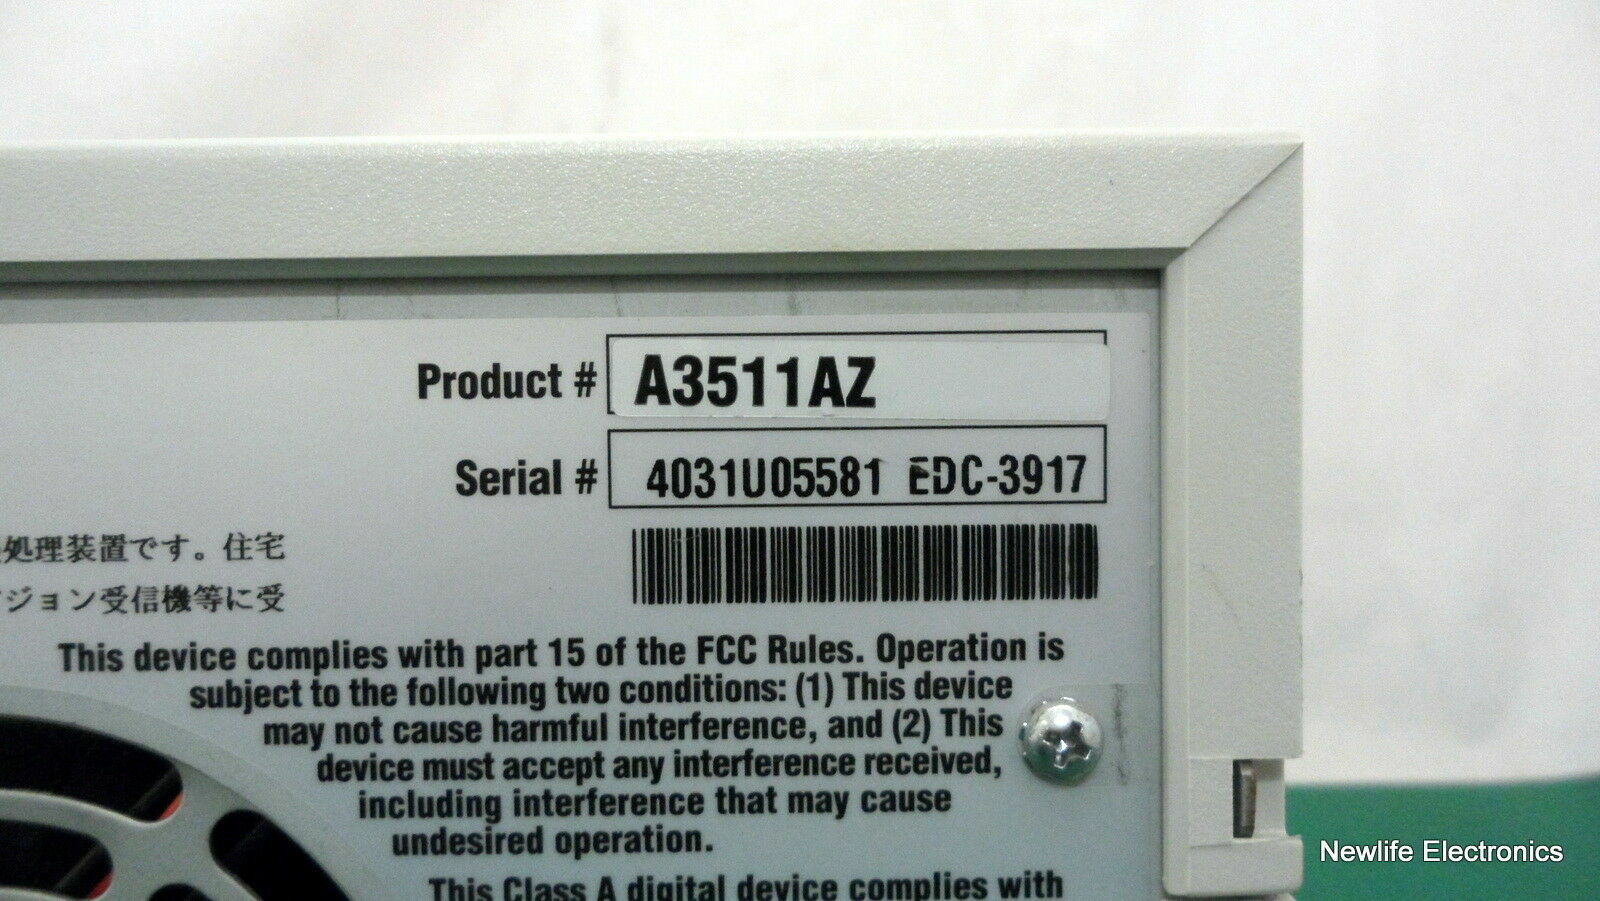 Product # A3511AZ
Serial # 4031U05581 EDC-3917
処理装置です。住宅
ジョン受信機等に受
This device complies with part 15 of the FCC Rules. Operation is
subject to the following two conditions: (1) This device
may not cause harmful interference, and (2) This
device must accept any interference received,
including interference that may cause
undesired operation.
This Class A digital device complies with
Newlife Electronics